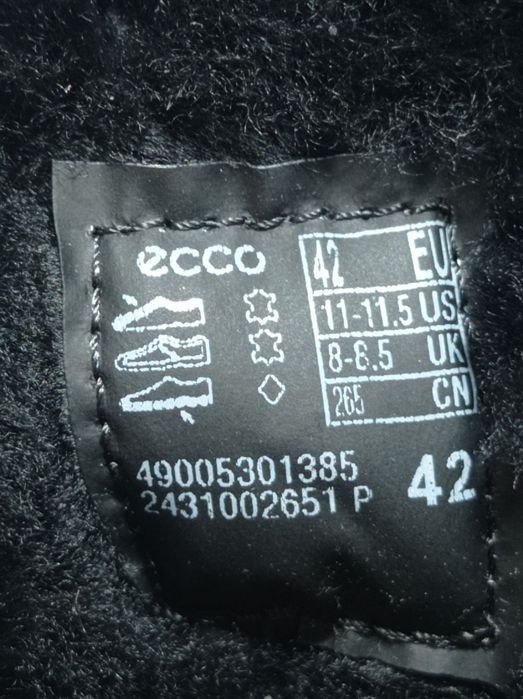 ecco
42 EU
11-11.5 US
8-8.5 UK
265 CN
49005301385
2431002651 P
42